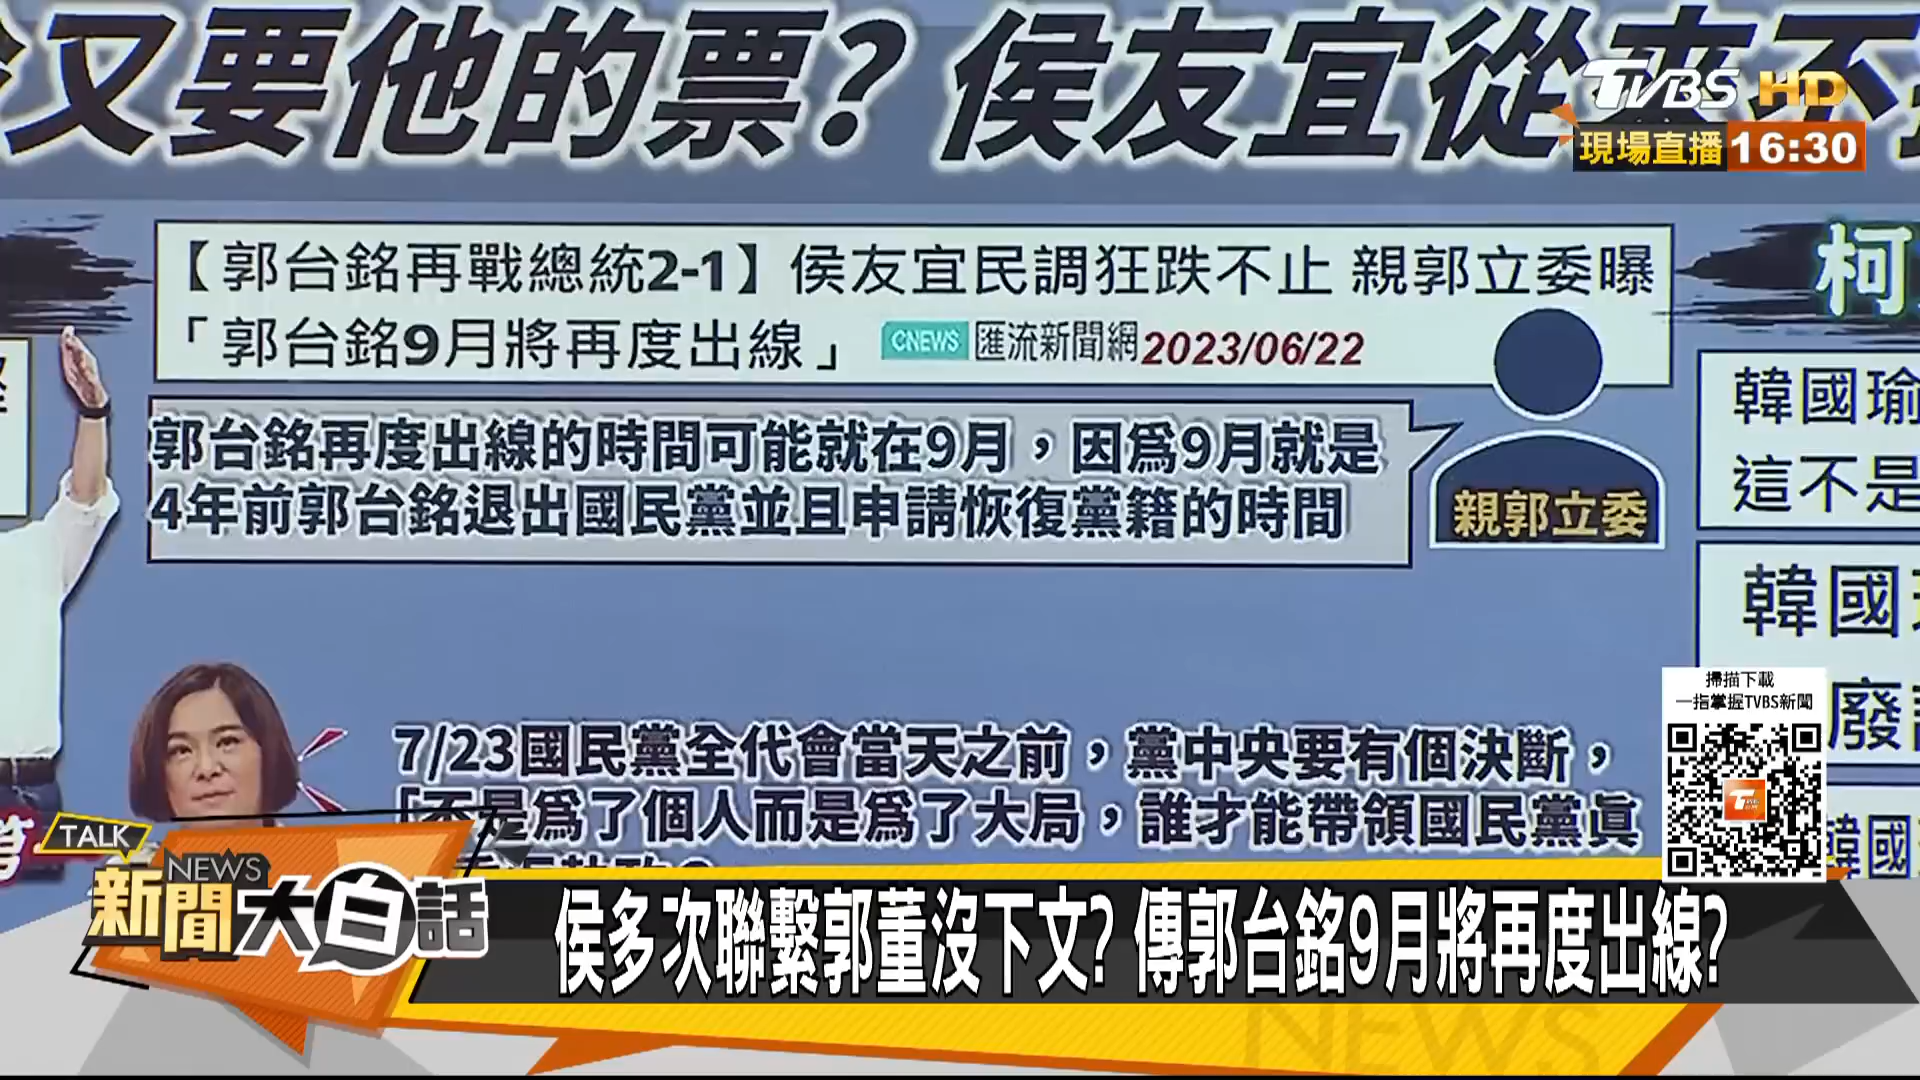 又要他的票？侯友宜從來不
TVBS HD
現場直播 16:30
【郭台銘再戰總統2-1】侯友宜民調狂跌不止 親郭立委曝
「郭台銘9月將再度出線」 CNEWS 匯流新聞網 2023/06/22
郭台銘再度出線的時間可能就在9月，因為9月就是
4年前郭台銘退出國民黨並且申請恢復黨籍的時間
親郭立委
柯
韓國瑜
這不是
韓國
廢
韓國
掃描下載
一指掌握TVBS新聞
7/23國民黨全代會當天之前，黨中央要有個決斷，
不是為了個人而是為了大局，誰才能帶領國民黨真
TALK
NEWS
新聞大白話
侯多次聯繫郭董沒下文? 傳郭台銘9月將再度出線?
NEWS